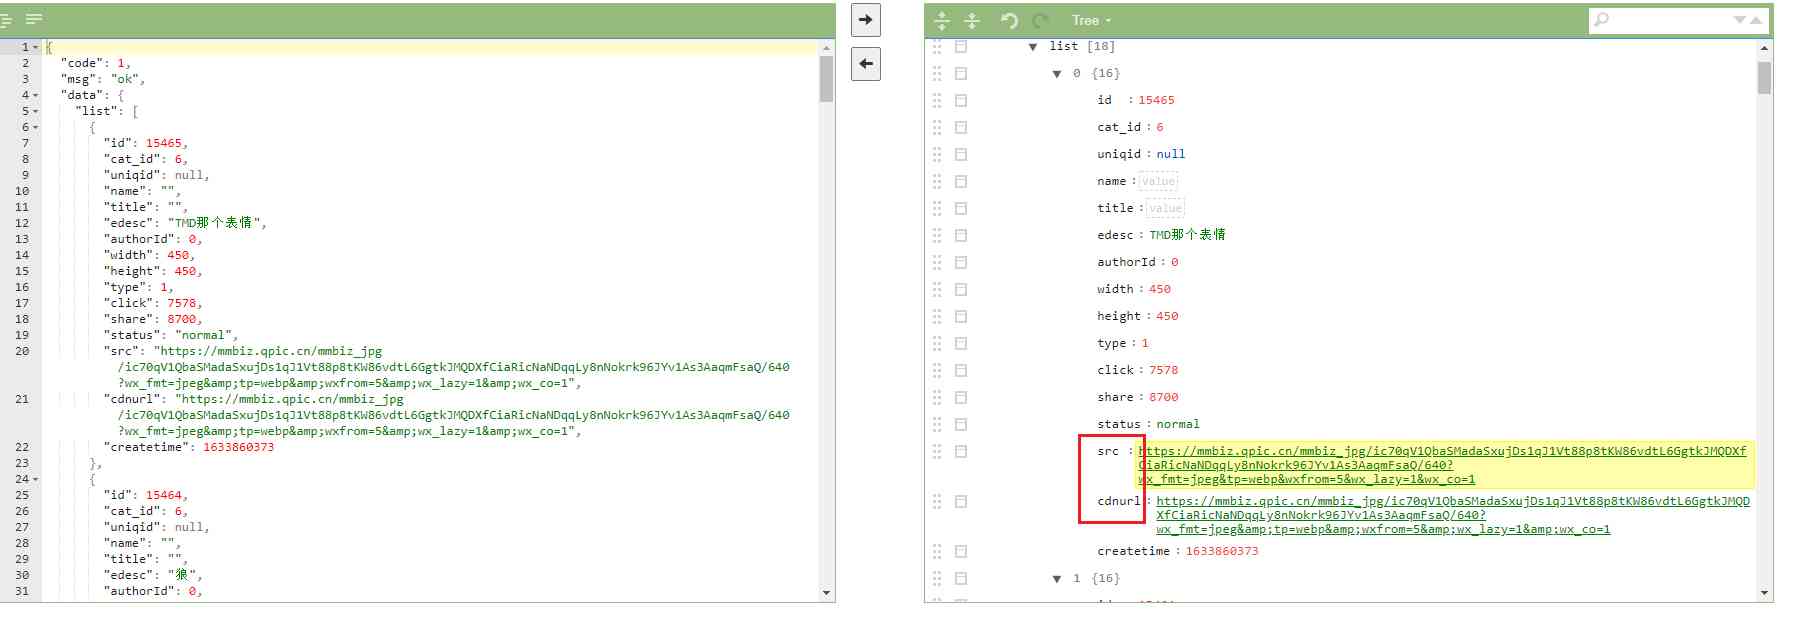 Tree
1 {
2 "code": 1,
3 "msg": "ok",
4 "data": {
5 "list": [
6 {
7 "id": 15465,
8 "cat_id": 6,
9 "uniqid": null,
10 "name": "",
11 "title": "",
12 "edesc": "TMD那个表情",
13 "authorId": 0,
14 "width": 450,
15 "height": 450,
16 "type": 1,
17 "click": 7578,
18 "share": 8700,
19 "status": "normal",
20 "src": "https://mmbiz.qpic.cn/mmbiz_jpg
/ic70qV1QbaSMadaSxujDs1qJ1Vt88p8tKW86vdtL6GgtkJMQDXfCiaRicNaNDqqLy8nNokrk96JYv1As3AaqmFsaQ/640
?wx_fmt=jpeg&amp;tp=webp&amp;wxfrom=5&amp;wx_lazy=1&amp;wx_co=1",
21 "cdnurl": "https://mmbiz.qpic.cn/mmbiz_jpg
/ic70qV1QbaSMadaSxujDs1qJ1Vt88p8tKW86vdtL6GgtkJMQDXfCiaRicNaNDqqLy8nNokrk96JYv1As3AaqmFsaQ/640
?wx_fmt=jpeg&amp;tp=webp&amp;wxfrom=5&amp;wx_lazy=1&amp;wx_co=1",
22 "createtime": 1633860373
23 },
24 {
25 "id": 15464,
26 "cat_id": 6,
27 "uniqid": null,
28 "name": "",
29 "title": "",
30 "edesc": "狼",
31 "authorId": 0,
list [18]
0 {16}
id : 15465
cat_id : 6
uniqid : null
name : value
title : value
edesc : TMD那个表情
authorId : 0
width : 450
height : 450
type : 1
click : 7578
share : 8700
status : normal
src : https://mmbiz.qpic.cn/mmbiz_jpg/ic70qV1QbaSMadaSxujDs1qJ1Vt88p8tKW86vdtL6GgtkJMQDXf
CiaRicNaNDqqLy8nNokrk96JYv1As3AaqmFsaQ/640?
wx_fmt=jpeg&tp=webp&wxfrom=5&wx_lazy=1&wx_co=1
cdnurl : https://mmbiz.qpic.cn/mmbiz_jpg/ic70qV1QbaSMadaSxujDs1qJ1Vt88p8tKW86vdtL6GgtkJMQD
XfCiaRicNaNDqqLy8nNokrk96JYv1As3AaqmFsaQ/640?
wx_fmt=jpeg&amp;tp=webp&amp;wxfrom=5&amp;wx_lazy=1&amp;wx_co=1
createtime : 1633860373
1 {16}